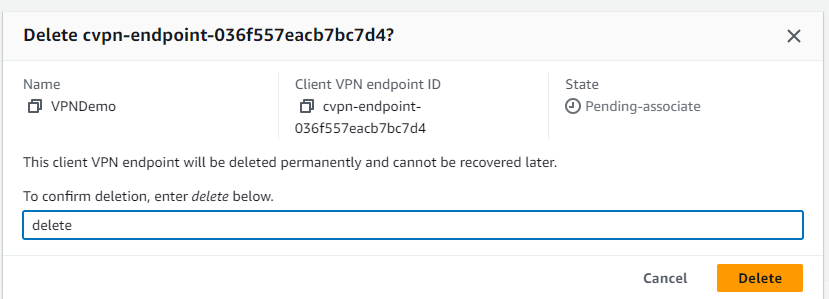 Delete cvpn-endpoint-036f557eacb7bc7d4?
Name
VPNDemo
Client VPN endpoint ID
cvpn-endpoint-
036f557eacb7bc7d4
State
Pending-associate
This client VPN endpoint will be deleted permanently and cannot be recovered later.
To confirm deletion, enter delete below.
delete
Cancel
Delete